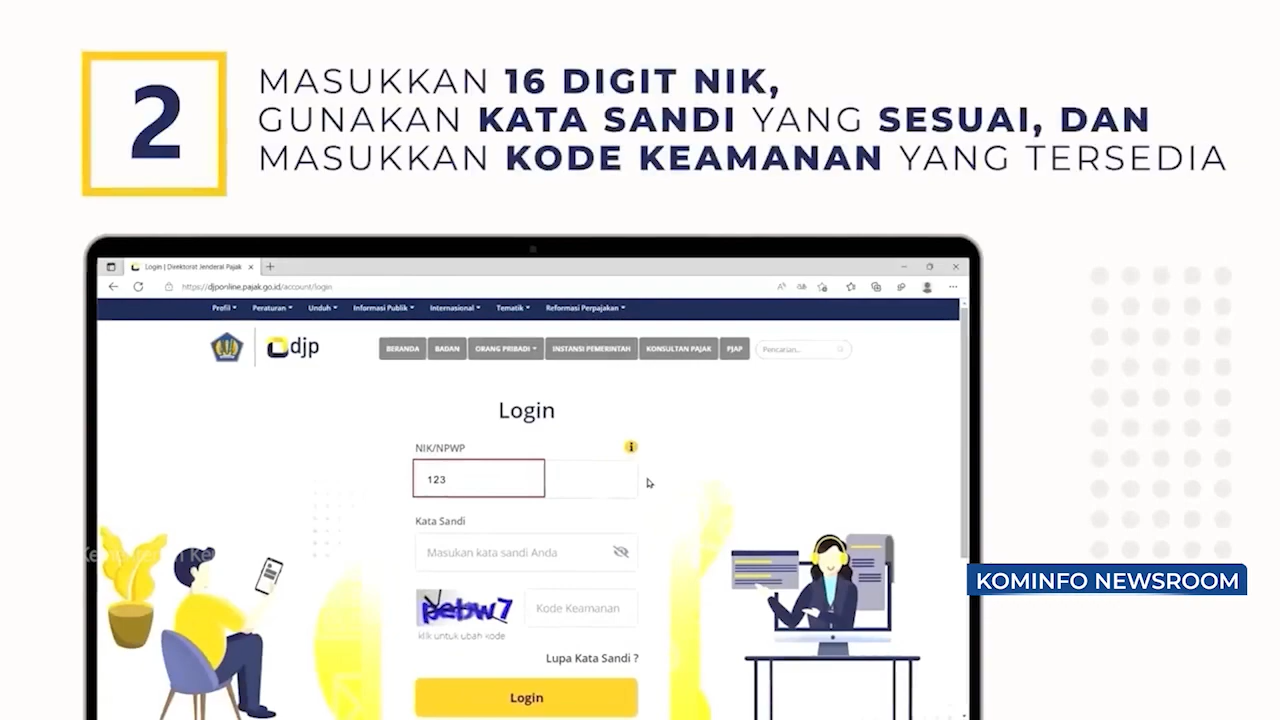 2
MASUKKAN 16 DIGIT NIK,
GUNAKAN KATA SANDI YANG SESUAI, DAN
MASUKKAN KODE KEAMANAN YANG TERSEDIA
Login | Direktorat Jenderal Pajak
https://djponline.pajak.go.id/account/login
Profil Peraturan Unduh Informasi Publik Internasional Tematik Reformasi Perpajakan
djp
BERANDA BADAN ORANG PRIBADI INSTANSI PEMERINTAH KONSULTAN PAJAK PJAP Pencarian...
Login
NIK/NPWP
123
Kata Sandi
Masukan kata sandi Anda
pebw7 Kode Keamanan
klik untuk ubah kode
Lupa Kata Sandi ?
Login
KOMINFO NEWSROOM